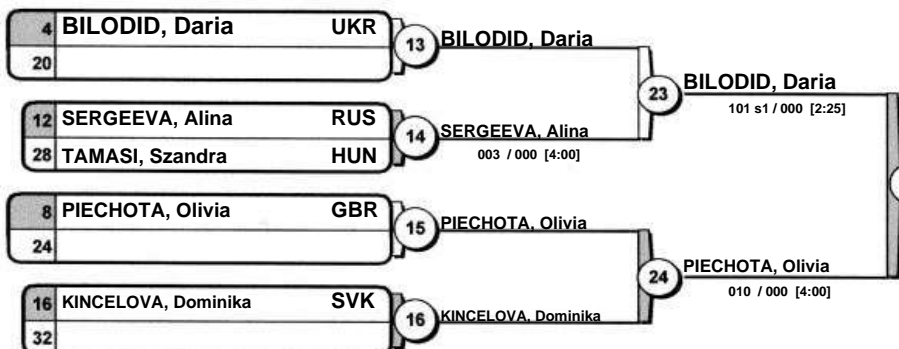 4 BILODID, Daria UKR
20
13 BILODID, Daria
12 SERGEEVA, Alina RUS
28 TAMASI, Szandra HUN
14 SERGEEVA, Alina
003 / 000 [4:00]
23 BILODID, Daria
101 s1 / 000 [2:25]
8 PIECHOTA, Olivia GBR
24
15 PIECHOTA, Olivia
16 KINCELOVA, Dominika SVK
32
16 KINCELOVA, Dominika
24 PIECHOTA, Olivia
010 / 000 [4:00]